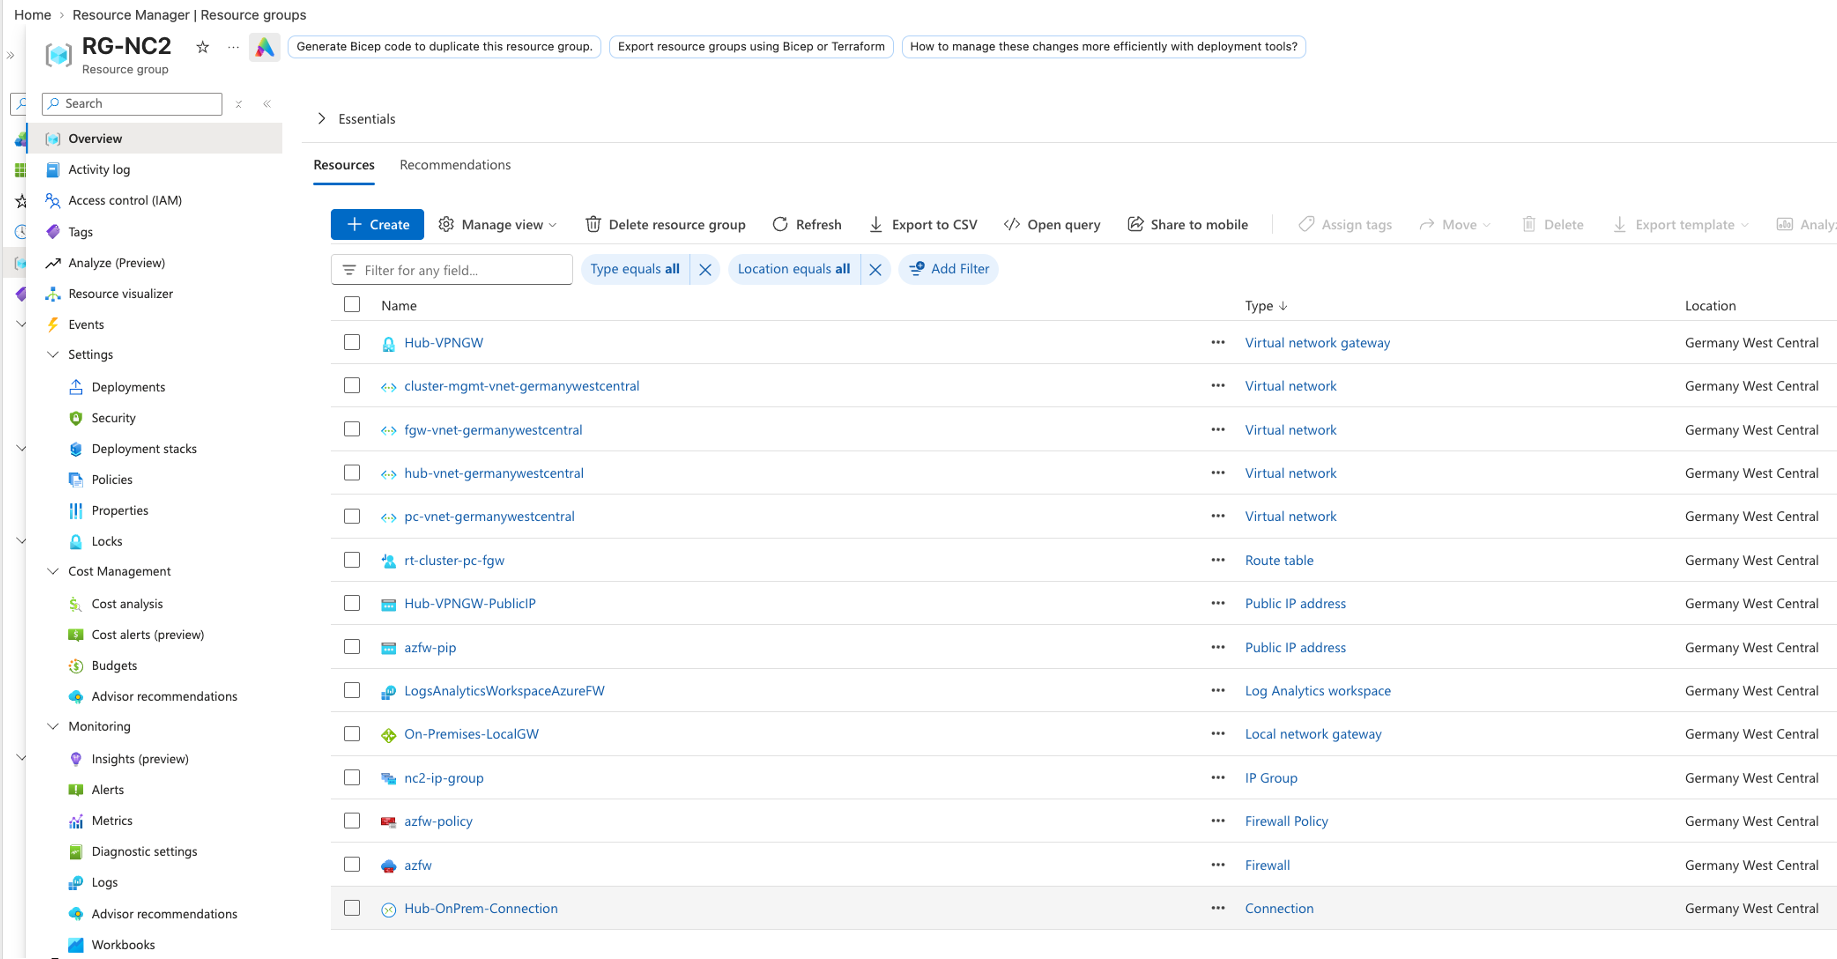 Home > Resource Manager | Resource groups
RG-NC2
Resource group
Generate Bicep code to duplicate this resource group.
Export resource groups using Bicep or Terraform
How to manage these changes more efficiently with deployment tools?
Search
Overview
Activity log
Access control (IAM)
Tags
Analyze (Preview)
Resource visualizer
Events
Settings
Deployments
Security
Deployment stacks
Policies
Properties
Locks
Cost Management
Cost analysis
Cost alerts (preview)
Budgets
Advisor recommendations
Monitoring
Insights (preview)
Alerts
Metrics
Diagnostic settings
Logs
Advisor recommendations
Workbooks
Essentials
Resources Recommendations
Create Manage view Delete resource group Refresh Export to CSV Open query Share to mobile Assign tags Move Delete Export template Analyz
Filter for any field... Type equals all Location equals all Add Filter
Name Type ↓ Location
Hub-VPNGW ••• Virtual network gateway Germany West Central
cluster-mgmt-vnet-germanywestcentral ••• Virtual network Germany West Central
fgw-vnet-germanywestcentral ••• Virtual network Germany West Central
hub-vnet-germanywestcentral ••• Virtual network Germany West Central
pc-vnet-germanywestcentral ••• Virtual network Germany West Central
rt-cluster-pc-fgw ••• Route table Germany West Central
Hub-VPNGW-PublicIP ••• Public IP address Germany West Central
azfw-pip ••• Public IP address Germany West Central
LogsAnalyticsWorkspaceAzureFW ••• Log Analytics workspace Germany West Central
On-Premises-LocalGW ••• Local network gateway Germany West Central
nc2-ip-group ••• IP Group Germany West Central
azfw-policy ••• Firewall Policy Germany West Central
azfw ••• Firewall Germany West Central
Hub-OnPrem-Connection ••• Connection Germany West Central